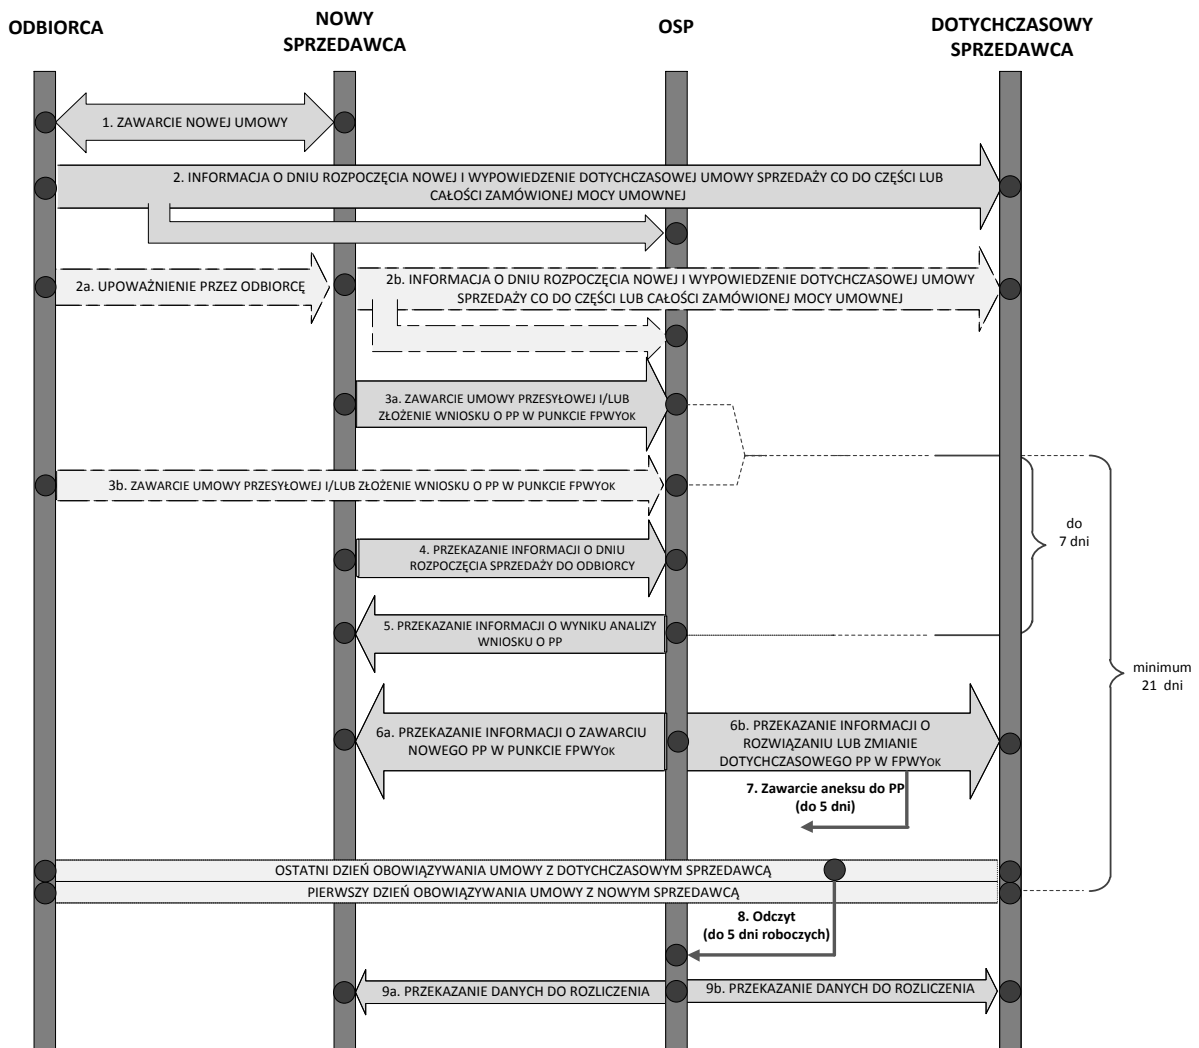 ODBIORCA
NOWY
SPRZEDAWCA
OSP
DOTYCHCZASOWY
SPRZEDAWCA
1. ZAWARCIE NOWEJ UMOWY
2. INFORMACJA O DNIU ROZPOCZĘCIA NOWEJ I WYPOWIEDZENIE DOTYCHCZASOWEJ UMOWY SPRZEDAŻY CO DO CZĘŚCI LUB
CAŁOŚCI ZAMÓWIONEJ MOCY UMOWNEJ
2a. UPOWAŻNIENIE PRZEZ ODBIORCĘ
2b. INFORMACJA O DNIU ROZPOCZĘCIA NOWEJ I WYPOWIEDZENIE DOTYCHCZASOWEJ UMOWY
SPRZEDAŻY CO DO CZĘŚCI LUB CAŁOŚCI ZAMÓWIONEJ MOCY UMOWNEJ
3a. ZAWARCIE UMOWY PRZESYŁOWEJ I/LUB
ZŁOŻENIE WNIOSKU O PP W PUNKCIE FPWYOK
3b. ZAWARCIE UMOWY PRZESYŁOWEJ I/LUB ZŁOŻENIE WNIOSKU O PP W PUNKCIE FPWYOK
do
7 dni
4. PRZEKAZANIE INFORMACJI O DNIU
ROZPOCZĘCIA SPRZEDAŻY DO ODBIORCY
5. PRZEKAZANIE INFORMACJI O WYNIKU ANALIZY
WNIOSKU O PP
minimum
21 dni
6a. PRZEKAZANIE INFORMACJI O ZAWARCIU
NOWEGO PP W PUNKCIE FPWYOK
6b. PRZEKAZANIE INFORMACJI O
ROZWIĄZANIU LUB ZMIANIE
DOTYCHCZASOWEGO PP W FPWYOK
7. Zawarcie aneksu do PP
(do 5 dni)
OSTATNI DZIEŃ OBOWIĄZYWANIA UMOWY Z DOTYCHCZASOWYM SPRZEDAWCĄ
PIERWSZY DZIEŃ OBOWIĄZYWANIA UMOWY Z NOWYM SPRZEDAWCĄ
8. Odczyt
(do 5 dni roboczych)
9a. PRZEKAZANIE DANYCH DO ROZLICZENIA
9b. PRZEKAZANIE DANYCH DO ROZLICZENIA